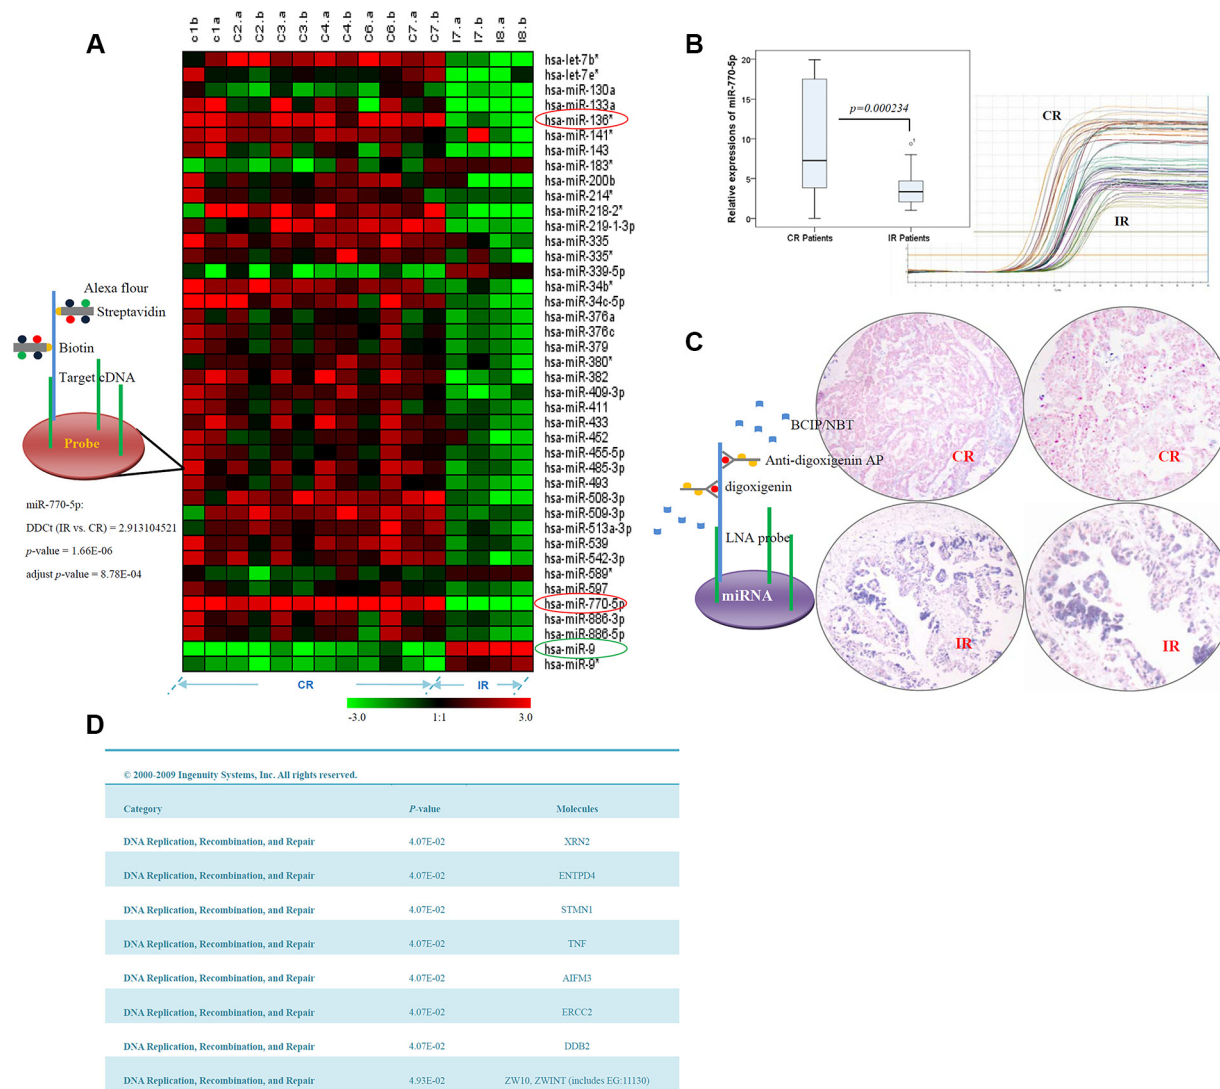 A
c1b c1a C2.a C2.b C3.a C3.b C4.a C4.b C6.a C6.b C7.a C7.b I7.a I7.b I8.a I8.b
hsa-let-7b*
hsa-let-7e*
hsa-miR-130a
hsa-miR-133a
hsa-miR-136*
hsa-miR-141*
hsa-miR-143
hsa-miR-183*
hsa-miR-200b
hsa-miR-214*
hsa-miR-218-2*
hsa-miR-219-1-3p
hsa-miR-335
hsa-miR-335*
hsa-miR-339-5p
hsa-miR-34b*
hsa-miR-34c-5p
hsa-miR-376a
hsa-miR-376c
hsa-miR-379
hsa-miR-380*
hsa-miR-382
hsa-miR-409-3p
hsa-miR-411
hsa-miR-433
hsa-miR-452
hsa-miR-455-5p
hsa-miR-485-3p
hsa-miR-493
hsa-miR-508-3p
hsa-miR-509-3p
hsa-miR-513a-3p
hsa-miR-539
hsa-miR-542-3p
hsa-miR-589*
hsa-miR-597
hsa-miR-770-5p
hsa-miR-886-3p
hsa-miR-886-5p
hsa-miR-9
hsa-miR-9*
CR IR
-3.0 1:1 3.0
Alexa flour
Streptavidin
Biotin
Target cDNA
Probe
miR-770-5p:
DDCt (IR vs. CR) = 2.913104521
p-value = 1.66E-06
adjust p-value = 8.78E-04
B
Relative expressions of miR-770-5p
20
15
10
5
0
p=0.000234
CR Patients IR Patients
CR
IR
C
BCIP/NBT
Anti-digoxigenin AP
digoxigenin
LNA probe
miRNA
CR
CR
IR
IR
D
© 2000-2009 Ingenuity Systems, Inc. All rights reserved.
Category P-value Molecules
DNA Replication, Recombination, and Repair 4.07E-02 XRN2
DNA Replication, Recombination, and Repair 4.07E-02 ENTPD4
DNA Replication, Recombination, and Repair 4.07E-02 STMN1
DNA Replication, Recombination, and Repair 4.07E-02 TNF
DNA Replication, Recombination, and Repair 4.07E-02 AIFM3
DNA Replication, Recombination, and Repair 4.07E-02 ERCC2
DNA Replication, Recombination, and Repair 4.07E-02 DDB2
DNA Replication, Recombination, and Repair 4.93E-02 ZW10, ZWINT (includes EG:11130)